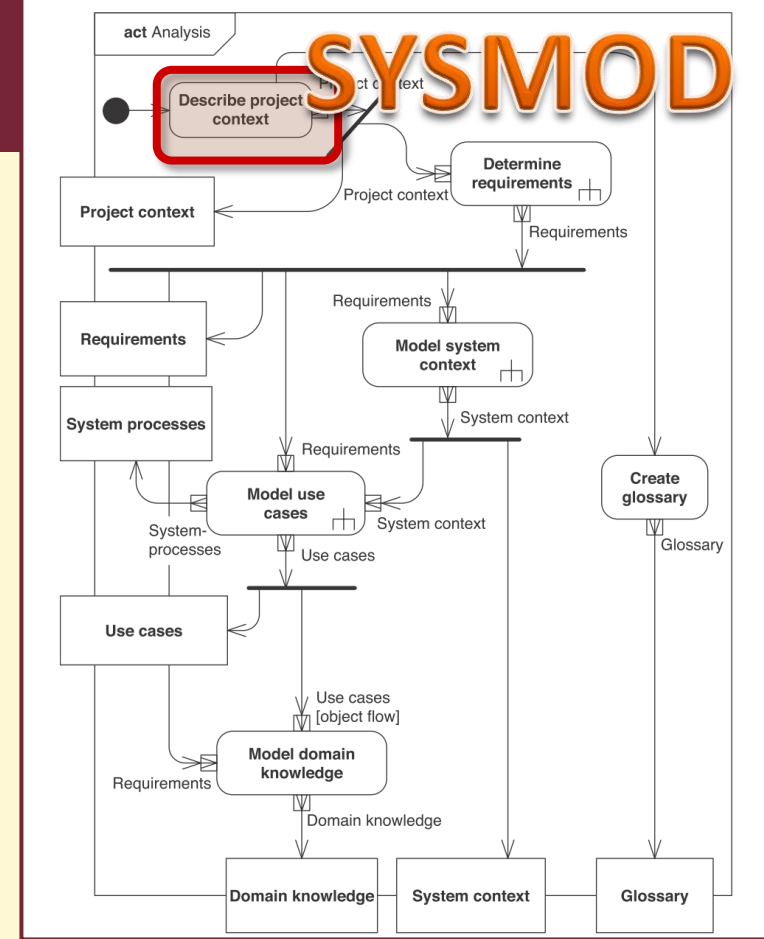 act Analysis
SYSMOD
Project context
Describe project
context
Determine
requirements
Project context
Project context
Requirements
Requirements
Requirements
Model system
context
System processes
System context
Requirements
Model use
cases
Create
glossary
System context
System-
processes
Use cases
Glossary
Use cases
Use cases
[object flow]
Model domain
knowledge
Requirements
Domain knowledge
Domain knowledge
System context
Glossary